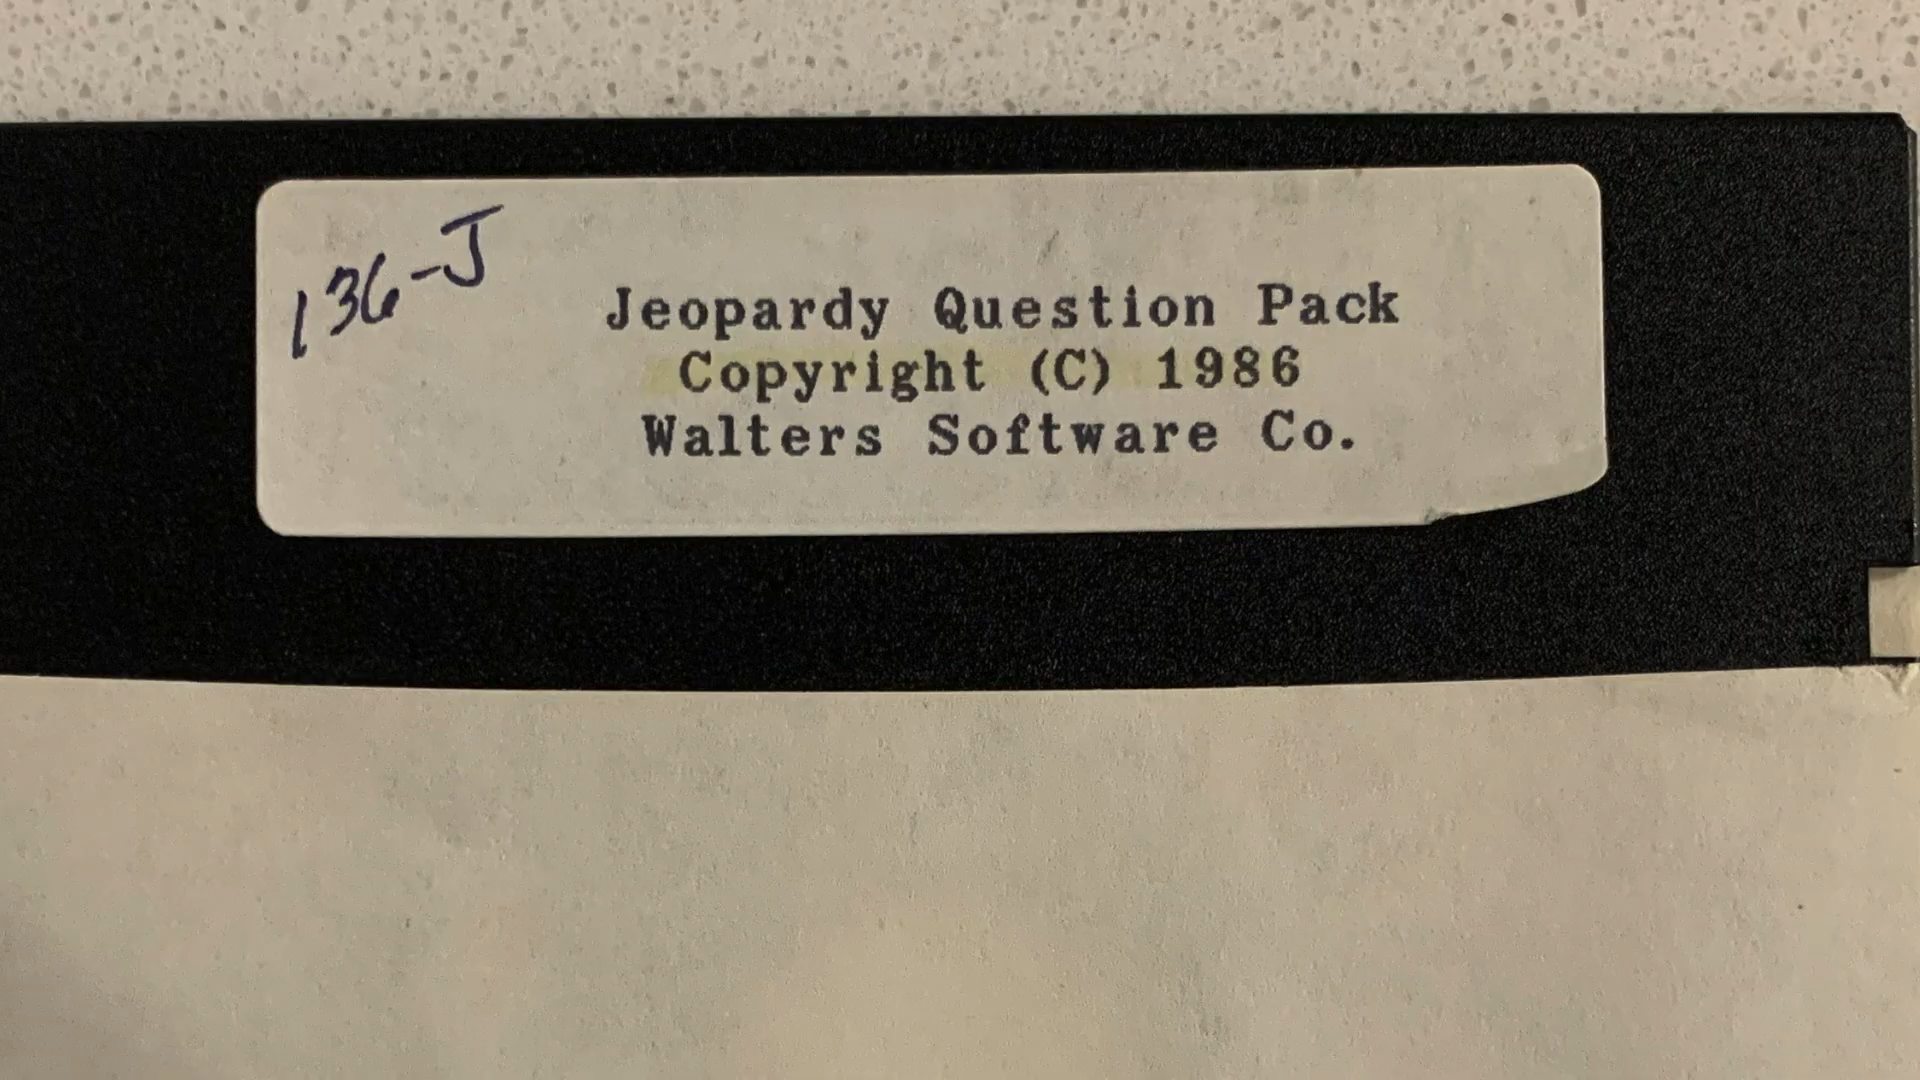 136-J
Jeopardy Question Pack
Copyright (C) 1986
Walters Software Co.